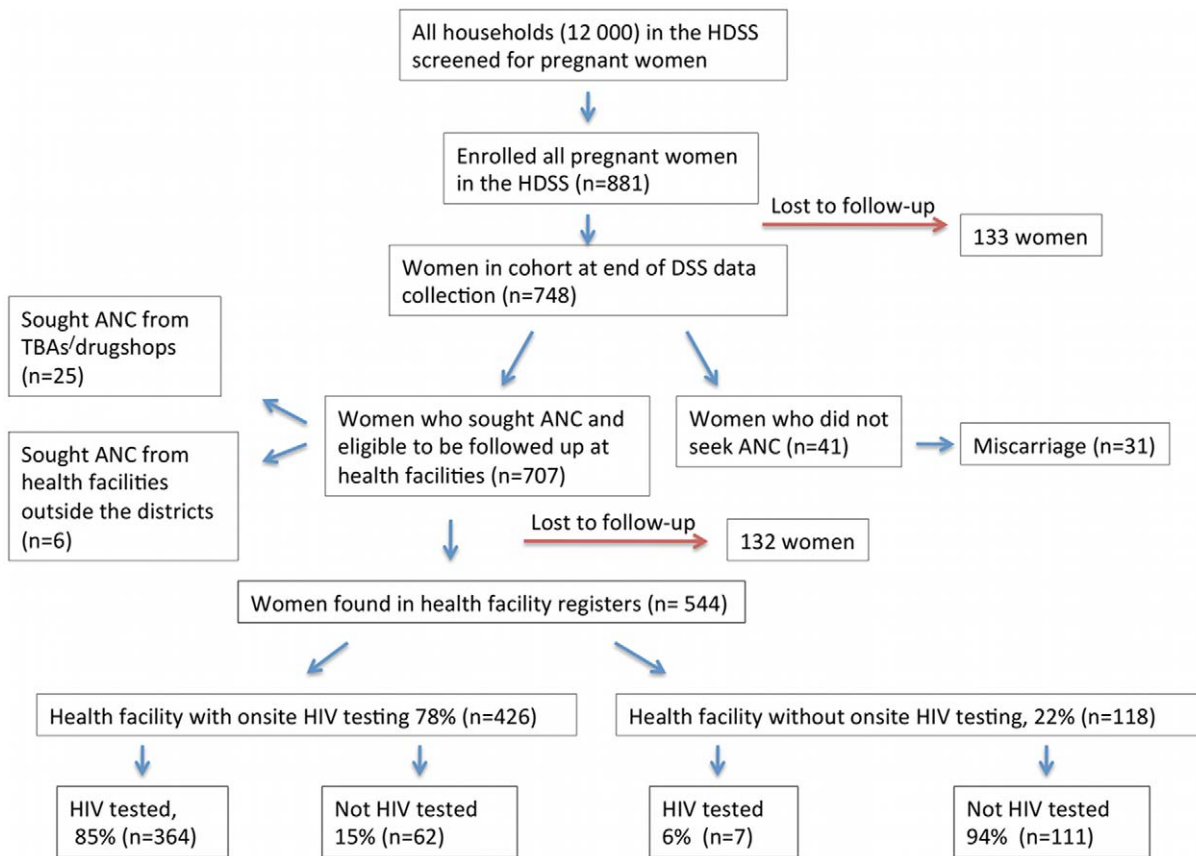 All households (12 000) in the HDSS
screened for pregnant women
Enrolled all pregnant women
in the HDSS (n=881)
Lost to follow-up
133 women
Women in cohort at end of DSS data
collection (n=748)
Sought ANC from
TBAs/drugshops
(n=25)
Women who sought ANC and
eligible to be followed up at
health facilities (n=707)
Women who did not
seek ANC (n=41)
Miscarriage (n=31)
Sought ANC from
health facilities
outside the districts
(n=6)
Lost to follow-up
132 women
Women found in health facility registers (n= 544)
Health facility with onsite HIV testing 78% (n=426)
Health facility without onsite HIV testing, 22% (n=118)
HIV tested,
85% (n=364)
Not HIV tested
15% (n=62)
HIV tested
6% (n=7)
Not HIV tested
94% (n=111)